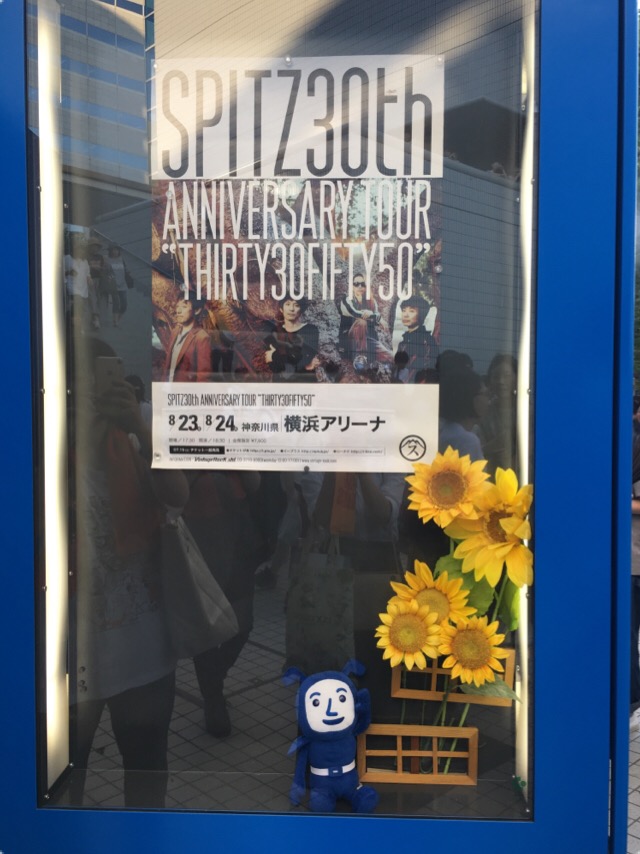 SPITZ30th
ANNIVERSARY TOUR
"THIRTY30FIFTY50"
SPITZ30th ANNIVERSARY TOUR "THIRTY30FIFTY50"
8 23 8 24 神奈川県 横浜アリーナ
ス